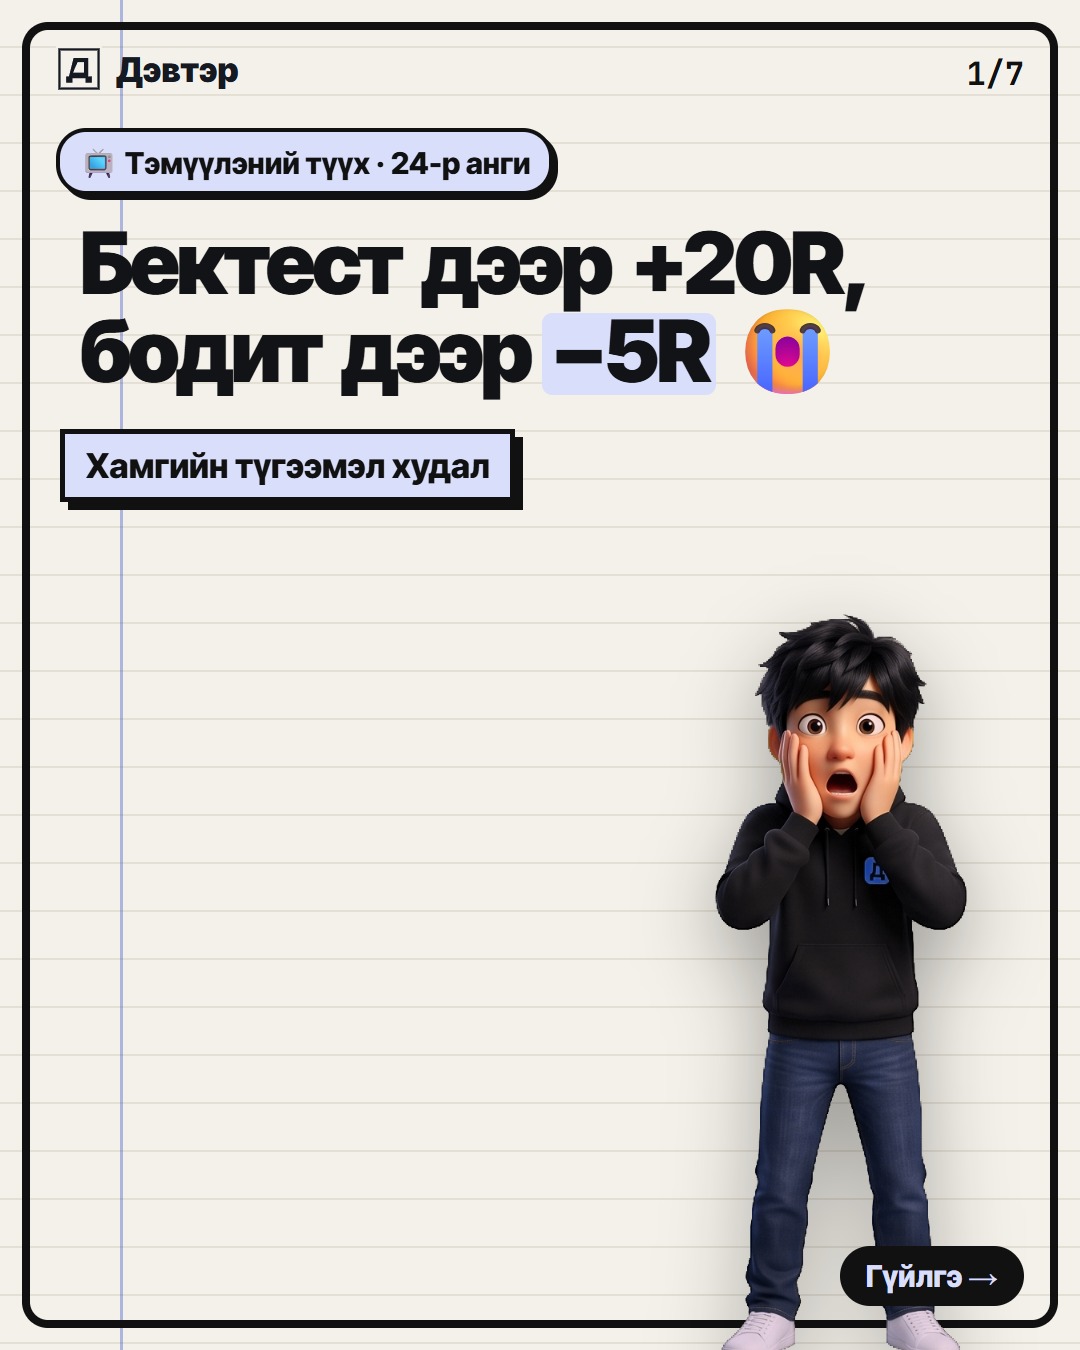 Д Дэвтэр
1/7
Тэмүүлэний түүх · 24-р анги
Бектест дээр +20R,
бодит дээр −5R
Хамгийн түгээмэл худал
Д
Гүйлгэ →